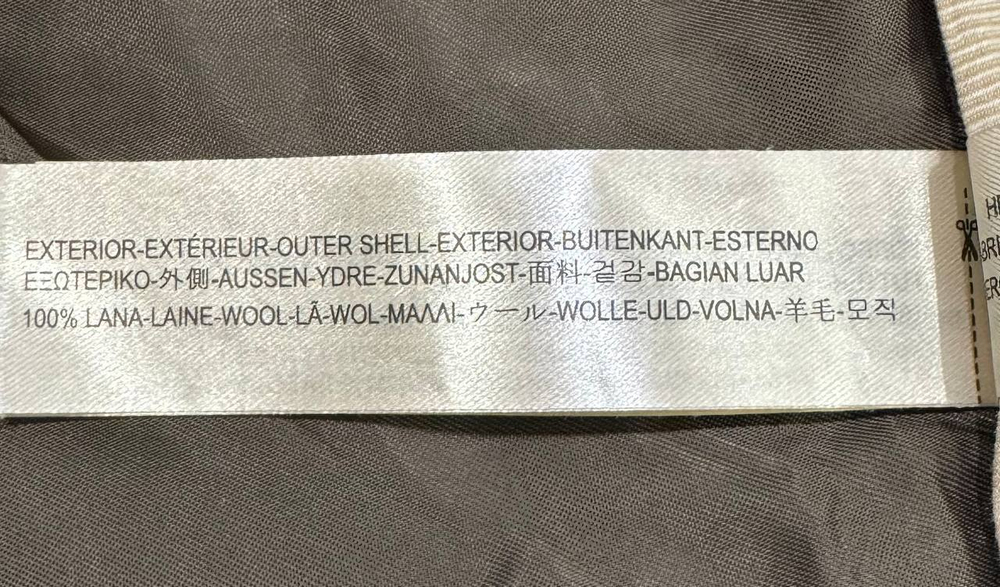 EXTERIOR-EXTÉRIEUR-OUTER SHELL-EXTERIOR-BUITENKANT-ESTERNO
ΕΞΩΤΕΡΙΚΟ-外側-AUSSEN-YDRE-ZUNANJOST-面料-겉감-BAGIAN LUAR
100% LANA-LAINE-WOOL-LÃ-WOL-ΜΑΛΛΙ-ウール-WOLLE-ULD-VOLNA-羊毛-모직